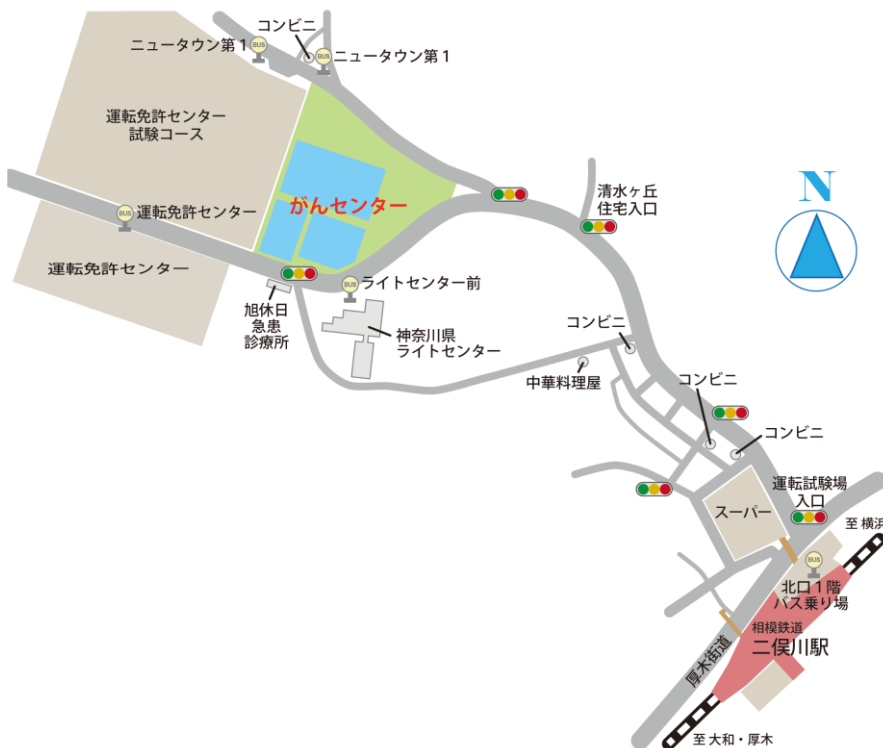 コンビニ
ニュータウン第1
BUS
BUS
ニュータウン第1
運転免許センター
試験コース
N
清水ヶ丘
住宅入口
がんセンター
BUS
運転免許センター
運転免許センター
BUS
ライトセンター前
旭休日
急患
診療所
神奈川県
ライトセンター
コンビニ
中華料理屋
コンビニ
コンビニ
運転試験場
入口
スーパー
至 横浜
BUS
北口1階
バス乗り場
相模鉄道
二俣川駅
厚木街道
至 大和・厚木